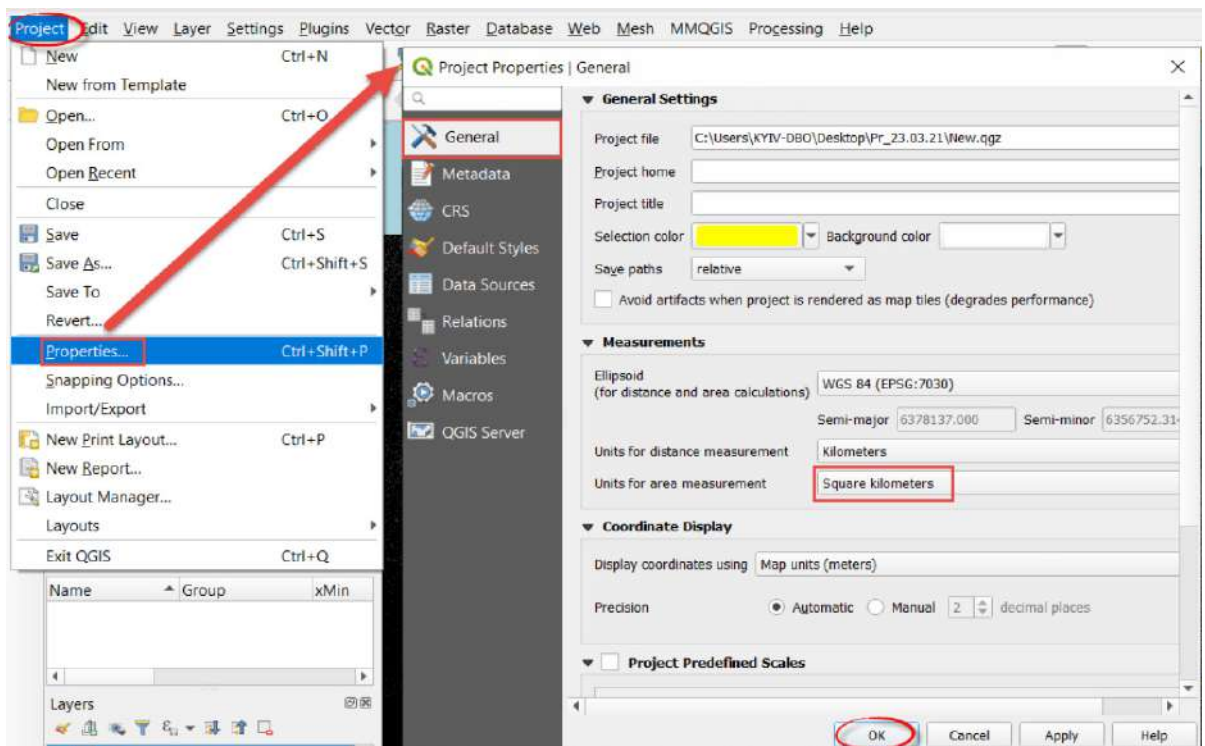 Project Edit View Layer Settings Plugins Vector Raster Database Web Mesh MMQGIS Processing Help
New Ctrl+N
New from Template
Open... Ctrl+O
Open From
Open Recent
Close
Save Ctrl+S
Save As... Ctrl+Shift+S
Save To
Revert...
Properties... Ctrl+Shift+P
Snapping Options...
Import/Export
New Print Layout... Ctrl+P
New Report...
Layout Manager...
Layouts
Exit QGIS Ctrl+Q
Name Group xMin
Layers
Project Properties | General
General
Metadata
CRS
Default Styles
Data Sources
Relations
Variables
Macros
QGIS Server
General Settings
Project file C:\Users\KYIV-DBO\Desktop\Pr_23.03.21\New.qgz
Project home
Project title
Selection color Background color
Save paths relative
Avoid artifacts when project is rendered as map tiles (degrades performance)
Measurements
Ellipsoid
(for distance and area calculations) WGS 84 (EPSG:7030)
Semi-major 6378137.000 Semi-minor 6356752.314
Units for distance measurement Kilometers
Units for area measurement Square kilometers
Coordinate Display
Display coordinates using Map units (meters)
Precision Automatic Manual 2 decimal places
Project Predefined Scales
OK Cancel Apply Help